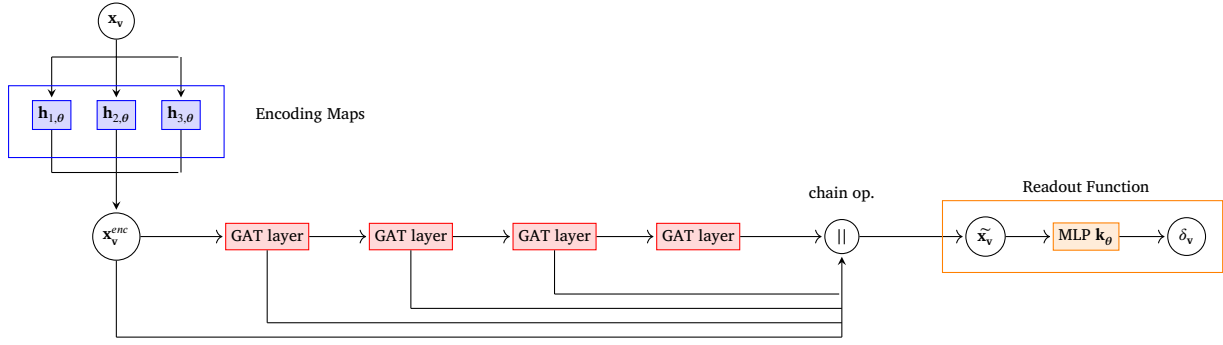 x_v
h_{1,θ} h_{2,θ} h_{3,θ}
Encoding Maps
chain op.
Readout Function
x_v^{enc} GAT layer GAT layer GAT layer GAT layer || x̃_v MLP k_θ δ_v